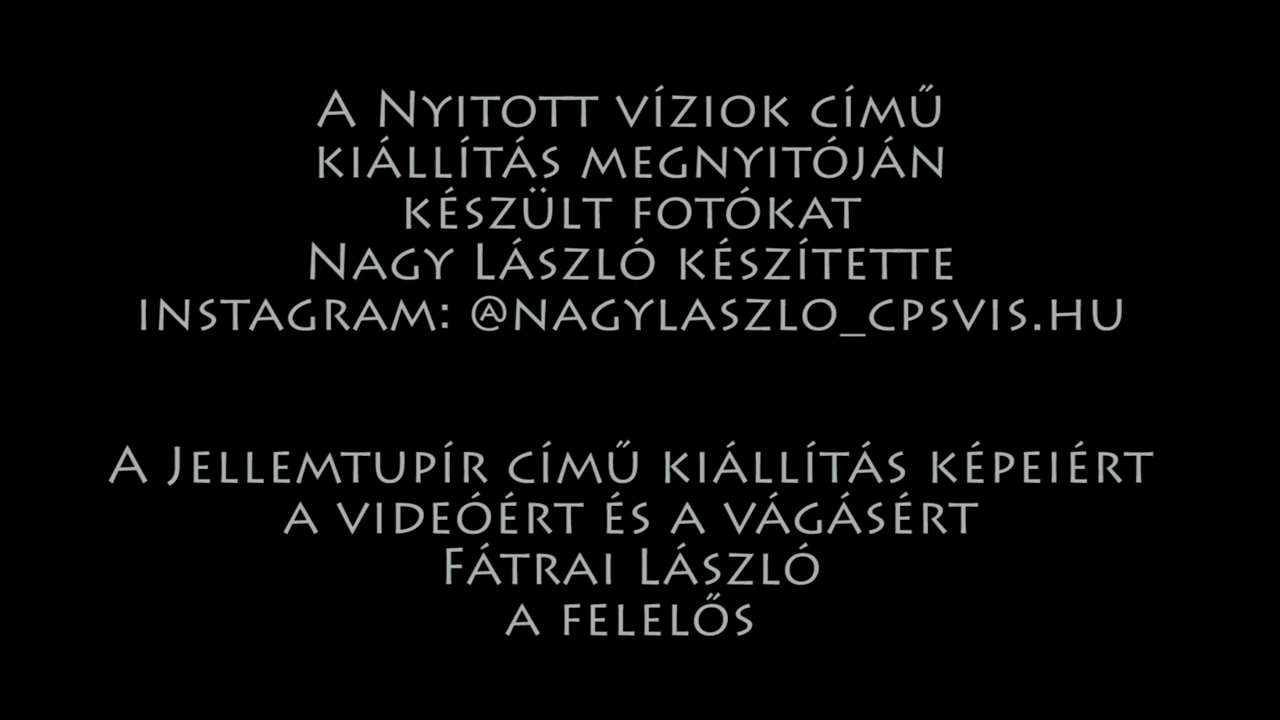 A Nyitott víziok című
kiállítás megnyitóján
készült fotókat
Nagy László készítette
instagram: @nagylaszlo_cpsvis.hu
A Jellemtupír című kiállítás képeiért
a videóért és a vágásért
Fátrai László
a felelős